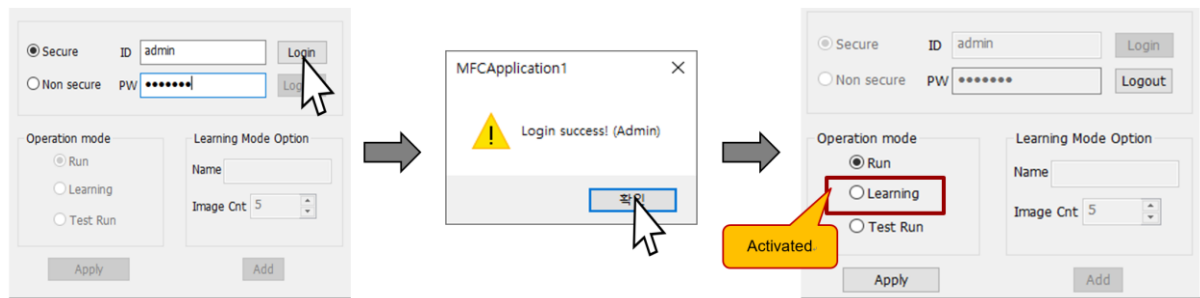 Secure ID admin Login
Non secure PW ••••••• Log
Operation mode
Run
Learning
Test Run
Learning Mode Option
Name
Image Cnt 5
Apply
Add
MFCApplication1
Login success! (Admin)
Secure ID admin Login
Non secure PW ••••••• Logout
Operation mode
Run
Learning
Test Run
Activated.
Learning Mode Option
Name
Image Cnt 5
Apply
Add